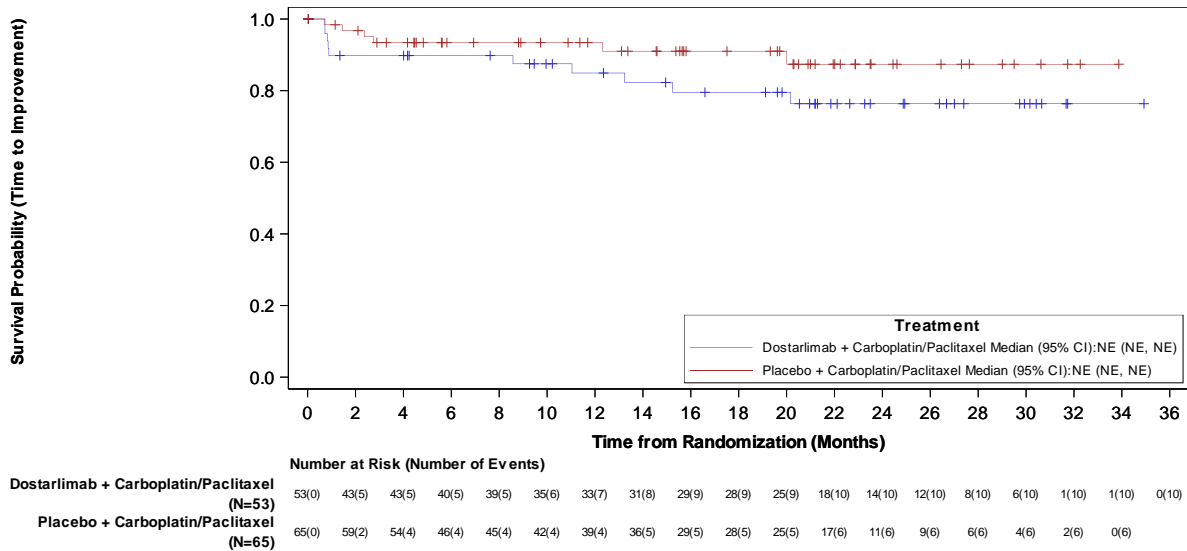 Survival Probability (Time to Improvement)
1.0
0.8
0.6
0.4
0.2
0.0
Treatment
Dostarlimab + Carboplatin/Paclitaxel Median (95% CI):NE (NE, NE)
Placebo + Carboplatin/Paclitaxel Median (95% CI):NE (NE, NE)
0 2 4 6 8 10 12 14 16 18 20 22 24 26 28 30 32 34 36
Time from Randomization (Months)
Number at Risk (Number of Events)
Dostarlimab + Carboplatin/Paclitaxel
(N=53)
53(0) 43(5) 43(5) 40(5) 39(5) 35(6) 33(7) 31(8) 29(9) 28(9) 25(9) 18(10) 14(10) 12(10) 8(10) 6(10) 1(10) 1(10) 0(10)
Placebo + Carboplatin/Paclitaxel
(N=65)
65(0) 59(2) 54(4) 46(4) 45(4) 42(4) 39(4) 36(5) 29(5) 28(5) 25(5) 17(6) 11(6) 9(6) 6(6) 4(6) 2(6) 0(6)